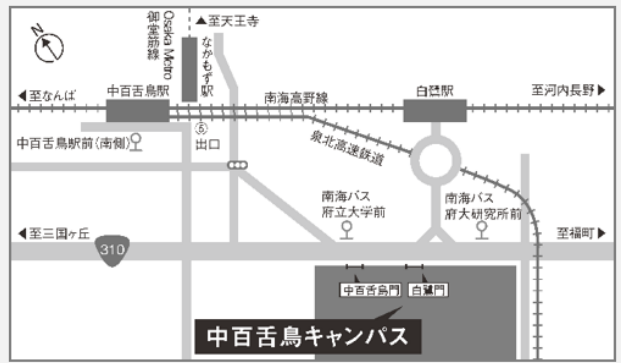 N
▲至天王寺
Osaka Metro
御堂筋線
なかもず駅
◀至なんば
中百舌鳥駅
南海高野線
白鷺駅
至河内長野▶
中百舌鳥駅前(南側)
⑤
出口
泉北高速鉄道
南海バス
府立大学前
南海バス
府大研究所前
◀至三国ヶ丘
310
至福町▶
中百舌鳥門
白鷺門
中百舌鳥キャンパス